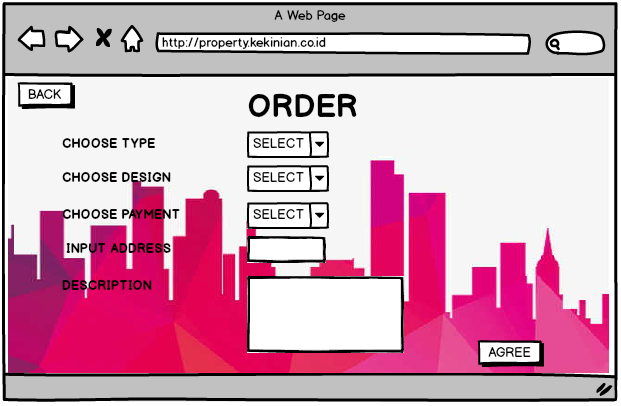 A Web Page
http://property.kekinian.co.id
BACK
ORDER
CHOOSE TYPE
SELECT
CHOOSE DESIGN
SELECT
CHOOSE PAYMENT
SELECT
INPUT ADDRESS
DESCRIPTION
AGREE